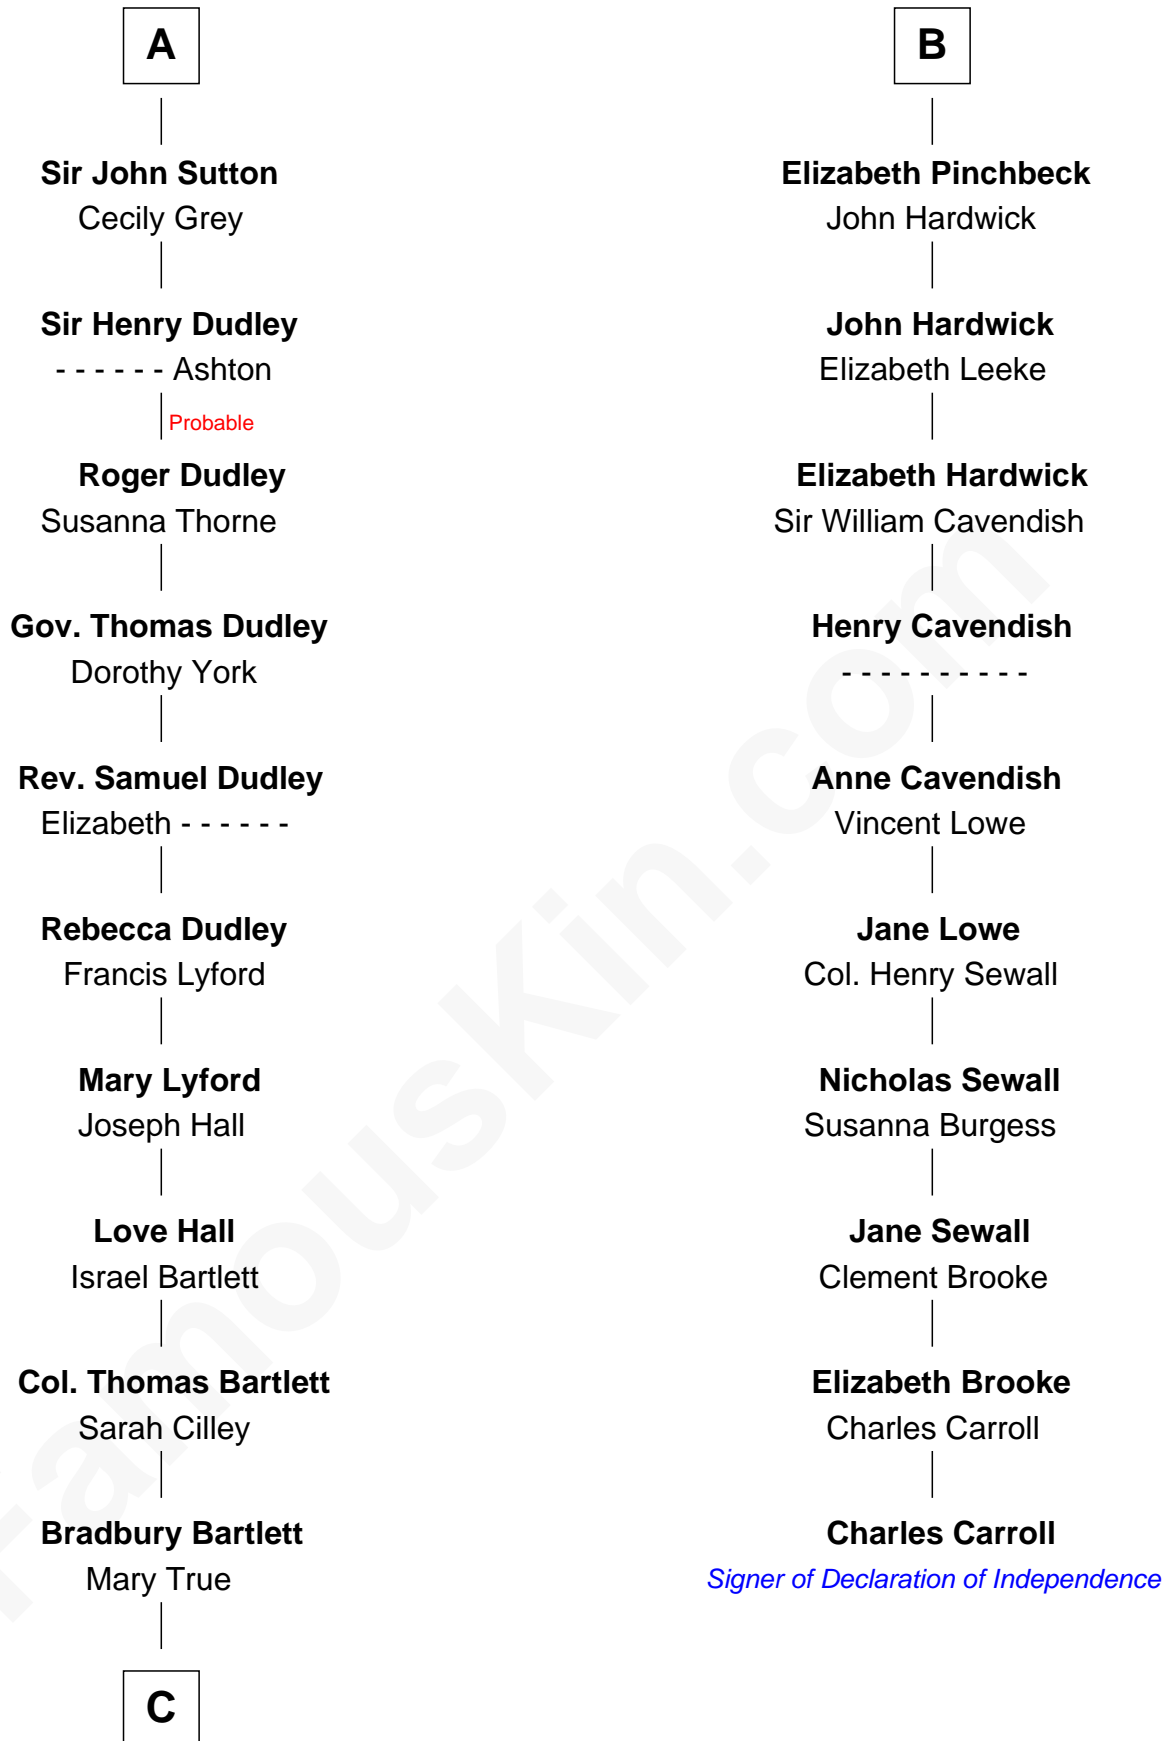 A
Sir John Sutton
Cecily Grey
Sir Henry Dudley
- - - - - - Ashton
Probable
Roger Dudley
Susanna Thorne
Gov. Thomas Dudley
Dorothy York
Rev. Samuel Dudley
Elizabeth - - - - - -
Rebecca Dudley
Francis Lyford
Mary Lyford
Joseph Hall
Love Hall
Israel Bartlett
Col. Thomas Bartlett
Sarah Cilley
Bradbury Bartlett
Mary True
C
B
Elizabeth Pinchbeck
John Hardwick
John Hardwick
Elizabeth Leeke
Elizabeth Hardwick
Sir William Cavendish
Henry Cavendish
- - - - - - - - - -
Anne Cavendish
Vincent Lowe
Jane Lowe
Col. Henry Sewall
Nicholas Sewall
Susanna Burgess
Jane Sewall
Clement Brooke
Elizabeth Brooke
Charles Carroll
Charles Carroll
Signer of Declaration of Independence
FamousKin.com